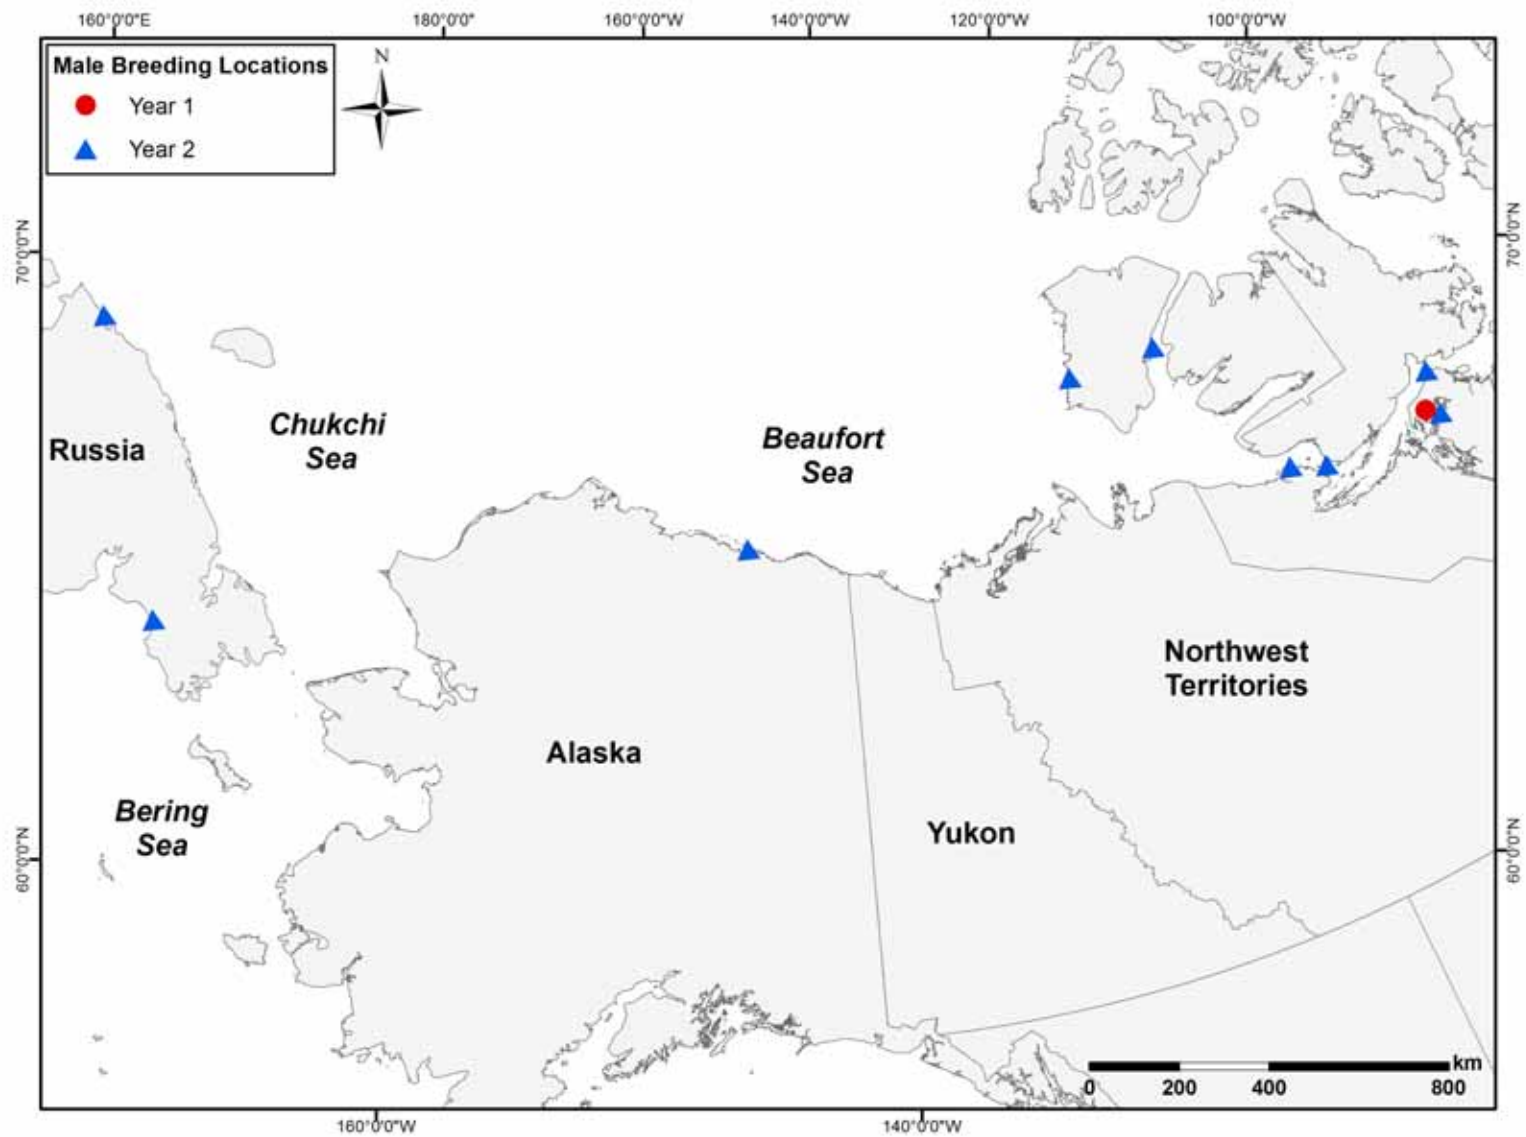 160°0'0"E
180°0'0"
160°0'0"W
140°0'0"W
120°0'0"W
100°0'0"W
Male Breeding Locations
Year 1
Year 2
N
70°0'0"N
70°0'0"N
Russia
Chukchi
Sea
Beaufort
Sea
Northwest
Territories
Alaska
Bering
Sea
Yukon
60°0'0"N
60°0'0"N
km
0
200
400
800
160°0'0"W
140°0'0"W